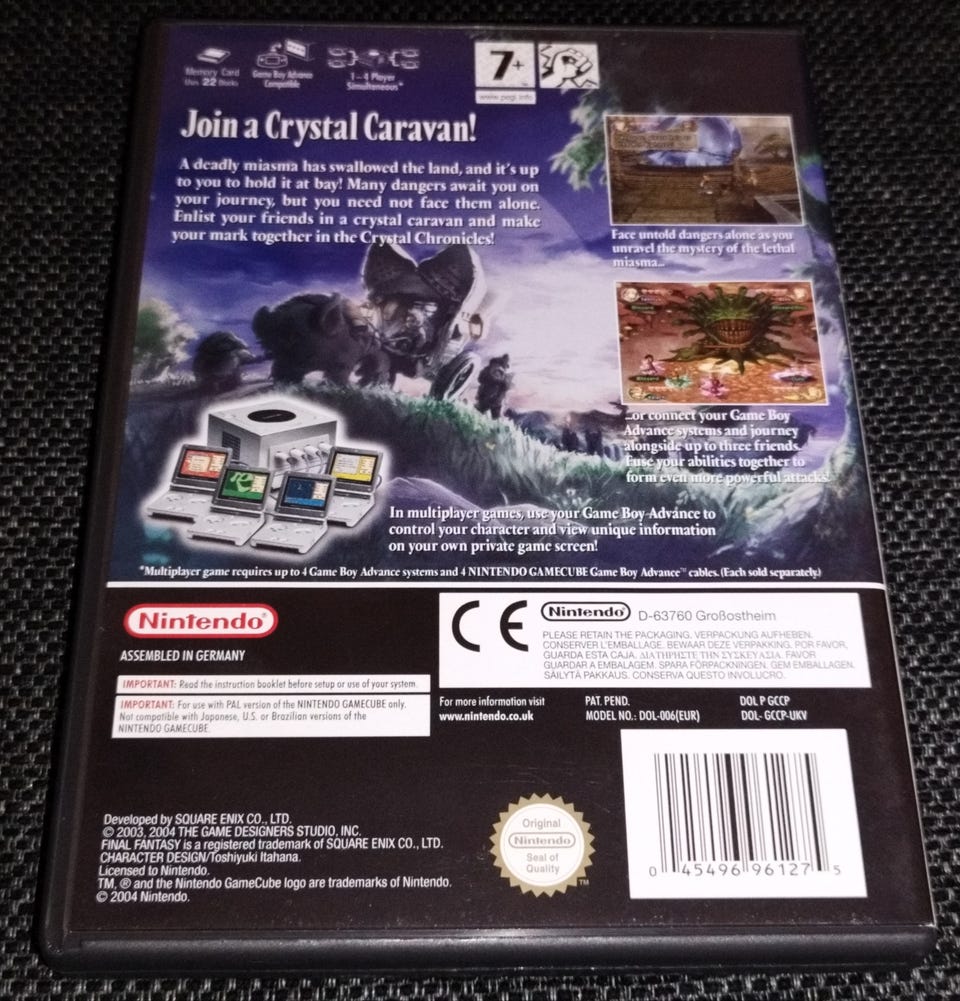 Memory Card
uses 22 Blocks
Game Boy Advance
Compatible
1-4 Player
Simultaneous*
7+
www.pegi.info
Join a Crystal Caravan!
A deadly miasma has swallowed the land, and it's up
to you to hold it at bay! Many dangers await you on
your journey, but you need not face them alone.
Enlist your friends in a crystal caravan and make
your mark together in the Crystal Chronicles!
Face untold dangers alone as you
unravel the mystery of the lethal
miasma...
...or connect your Game Boy
Advance systems and journey
alongside up to three friends.
Fuse your abilities together to
form even more powerful attacks!
In multiplayer games, use your Game Boy Advance to
control your character and view unique information
on your own private game screen!
*Multiplayer game requires up to 4 Game Boy Advance systems and 4 NINTENDO GAMECUBE Game Boy Advance™ cables. (Each sold separately)
Nintendo®
ASSEMBLED IN GERMANY
IMPORTANT: Read the instruction booklet before setup or use of your system.
IMPORTANT: For use with PAL version of the NINTENDO GAMECUBE only.
Not compatible with Japanese, U.S. or Brazilian versions of the
NINTENDO GAMECUBE.
CE Nintendo® D-63760 Großostheim
PLEASE RETAIN THE PACKAGING. VERPACKUNG AUFHEBEN.
CONSERVER L'EMBALLAGE. BEWAAR DEZE VERPAKKING. POR FAVOR,
GUARDA ESTA CAJA. ΔΙΑΤΗΡΗΣΤΕ ΤΗΝ ΣΥΣΚΕΥΑΣΙΑ. FAVOR
GUARDAR A EMBALAGEM. SPARA FÖRPACKNINGEN. GEM EMBALLAGEN.
SÄILYTÄ PAKKAUS. CONSERVA QUESTO INVOLUCRO.
For more information visit
www.nintendo.co.uk
PAT. PEND.
MODEL NO.: DOL-006(EUR)
DOL P GCCP
DOL- GCCP-UKV
Developed by SQUARE ENIX CO., LTD.
© 2003, 2004 THE GAME DESIGNERS STUDIO, INC.
FINAL FANTASY is a registered trademark of SQUARE ENIX CO., LTD.
CHARACTER DESIGN/Toshiyuki Itahana.
Licensed to Nintendo.
TM, ® and the Nintendo GameCube logo are trademarks of Nintendo.
© 2004 Nintendo.
Original
Nintendo
Seal of
Quality
TM
0 45496 96127 5